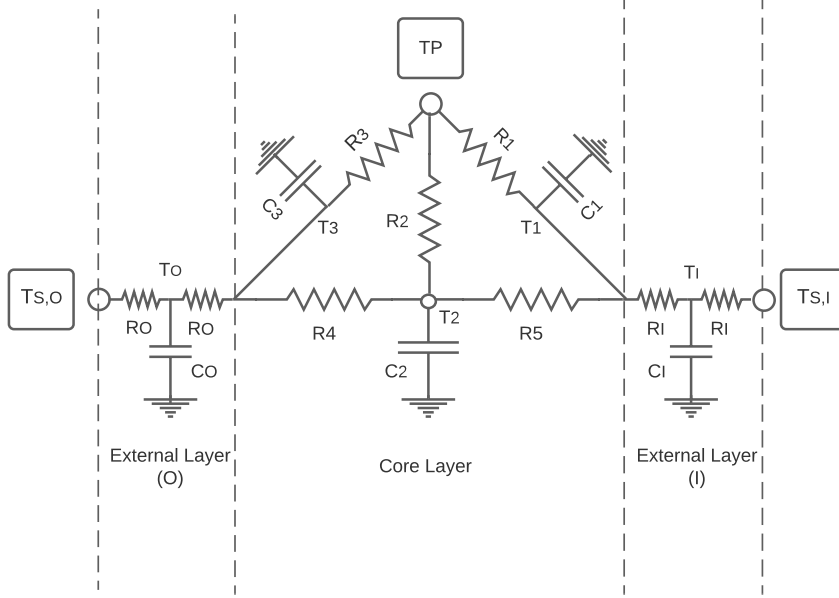 TP
R3
R1
C3
C1
R2
T3
T1
TO
TI
TS,O
TS,I
T2
RO
RO
R4
R5
RI
RI
CO
C2
CI
External Layer
(O)
Core Layer
External Layer
(I)